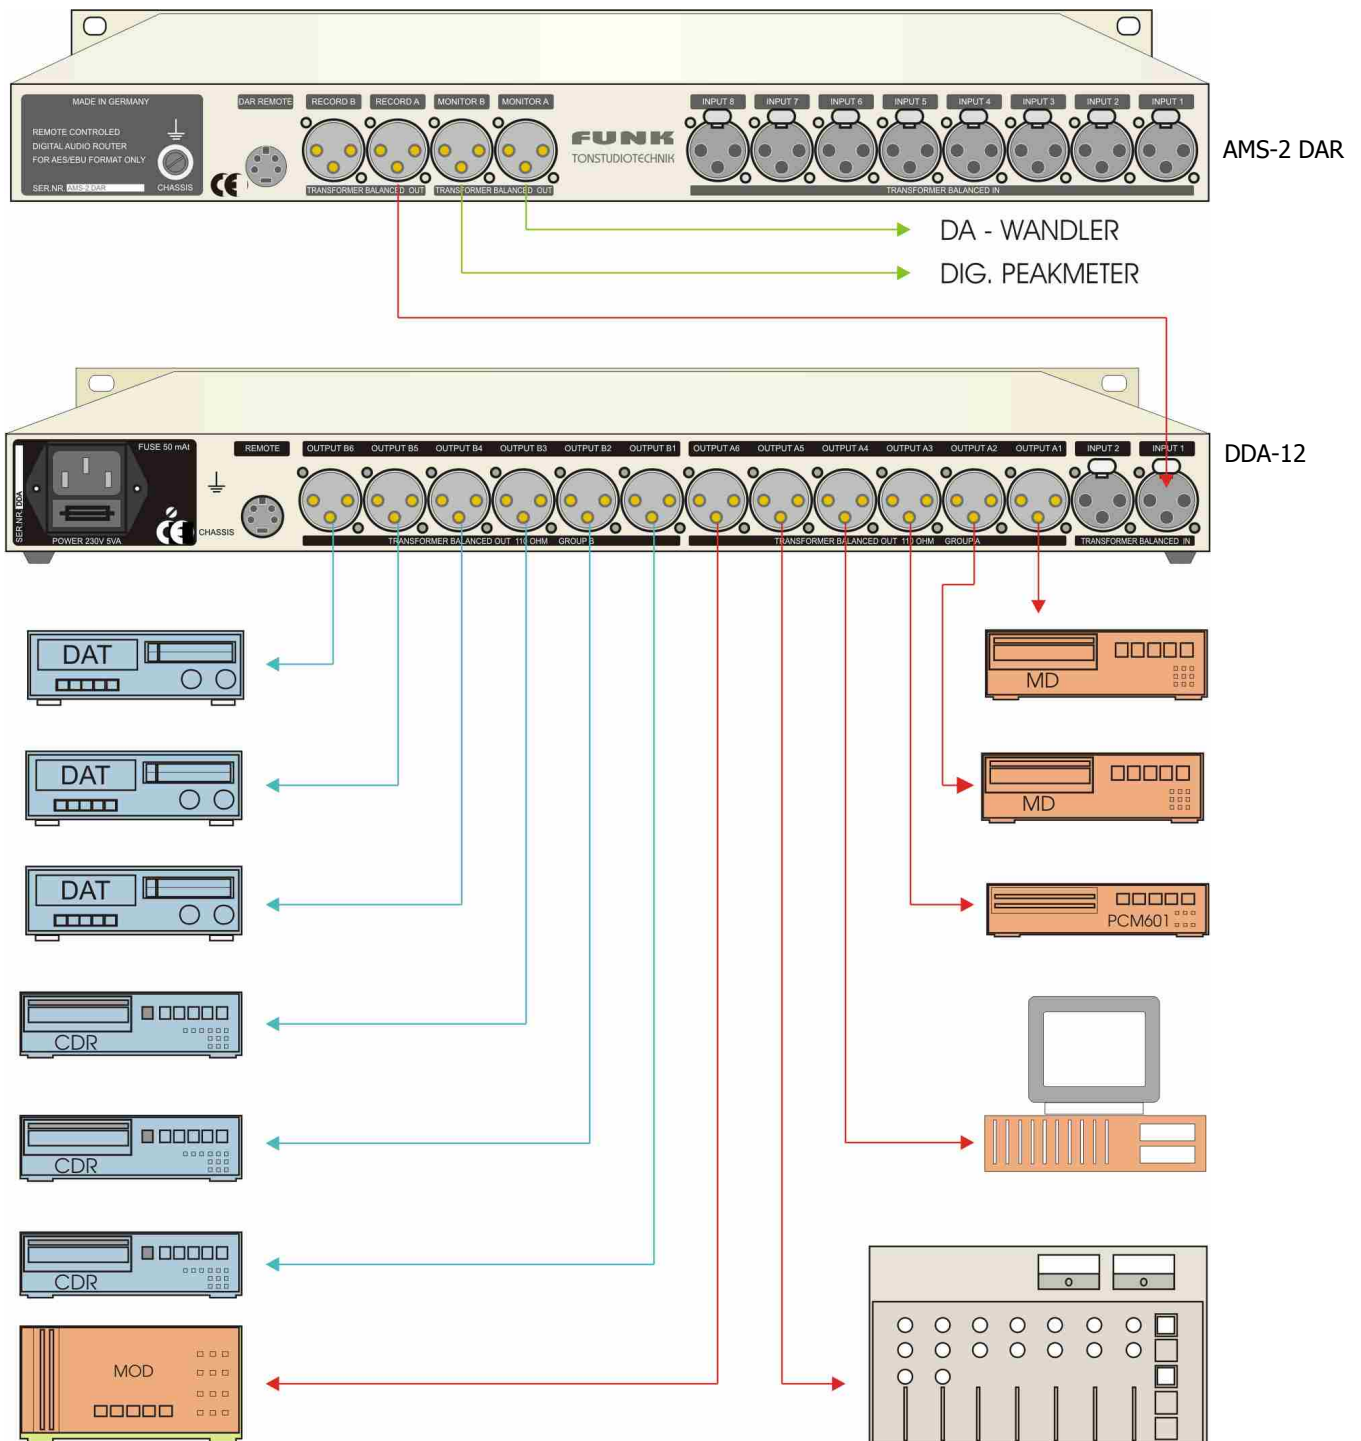 MADE IN GERMANY
REMOTE CONTROLED
DIGITAL AUDIO ROUTER
FOR AES/EBU FORMAT ONLY
SER.NR. AMS-2 DAR
CHASSIS
CE
DAR REMOTE
RECORD B
RECORD A
MONITOR B
MONITOR A
TRANSFORMER BALANCED OUT
TRANSFORMER BALANCED OUT
FUNK
TONSTUDIOTECHNIK
INPUT 8
INPUT 7
INPUT 6
INPUT 5
INPUT 4
INPUT 3
INPUT 2
INPUT 1
TRANSFORMER BALANCED IN
AMS-2 DAR
DA - WANDLER
DIG. PEAKMETER
SER.NR. DDA
FUSE 50 mAt
POWER 230V 5VA
CE
CHASSIS
REMOTE
OUTPUT B6
OUTPUT B5
OUTPUT B4
OUTPUT B3
OUTPUT B2
OUTPUT B1
OUTPUT A6
OUTPUT A5
OUTPUT A4
OUTPUT A3
OUTPUT A2
OUTPUT A1
INPUT 2
INPUT 1
TRANSFORMER BALANCED OUT 110 OHM GROUP B
TRANSFORMER BALANCED OUT 110 OHM GROUP A
TRANSFORMER BALANCED IN
DDA-12
DAT
MD
DAT
MD
DAT
PCM601
CDR
CDR
CDR
MOD